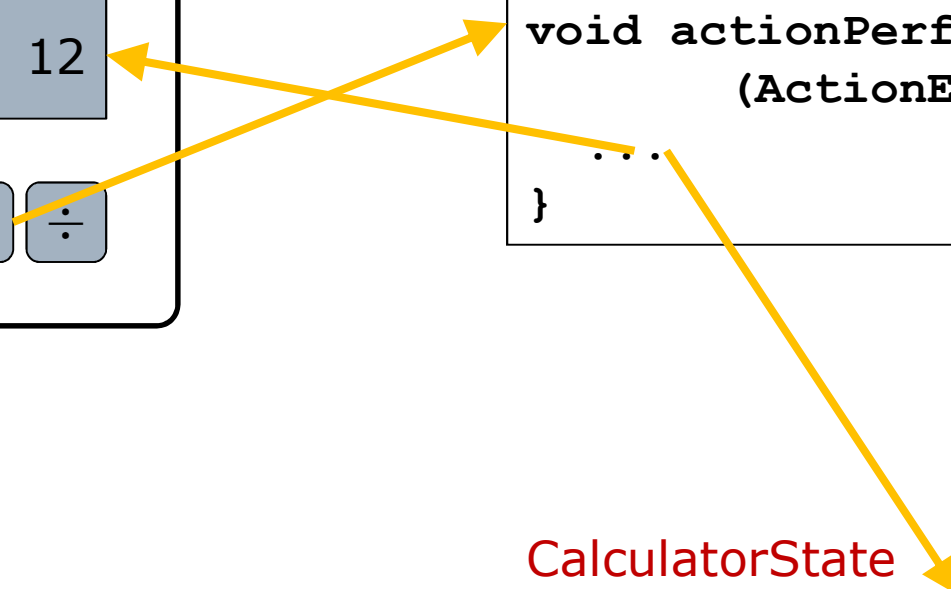 12
÷
void actionPerf
(ActionE
...
}
CalculatorState